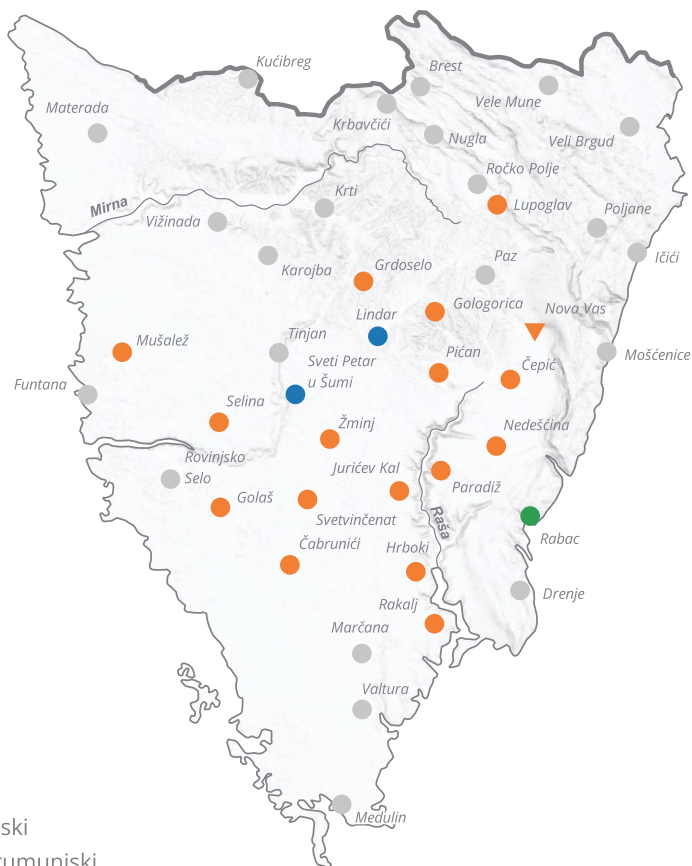 Kućibreg
Brest
Materada
Vele Mune
Krbavčići
Nugla
Veli Brgud
Ročko Polje
Krti
Lupoglav
Mirna
Vižinada
Poljane
Paz
Ičići
Karojba
Grdoselo
Gologorica
Nova Vas
Lindar
Mušalež
Tinjan
Pićan
Mošćenice
Sveti Petar
u Šumi
Čepić
Funtana
Selina
Žminj
Nedešćina
Rovinjsko
Selo
Jurićev Kal
Paradiž
Golaš
Svetvinčenat
Raša
Rabac
Čabrunići
Hrboki
Drenje
Rakalj
Marčana
Valtura
Medulin
ski
rumunjski